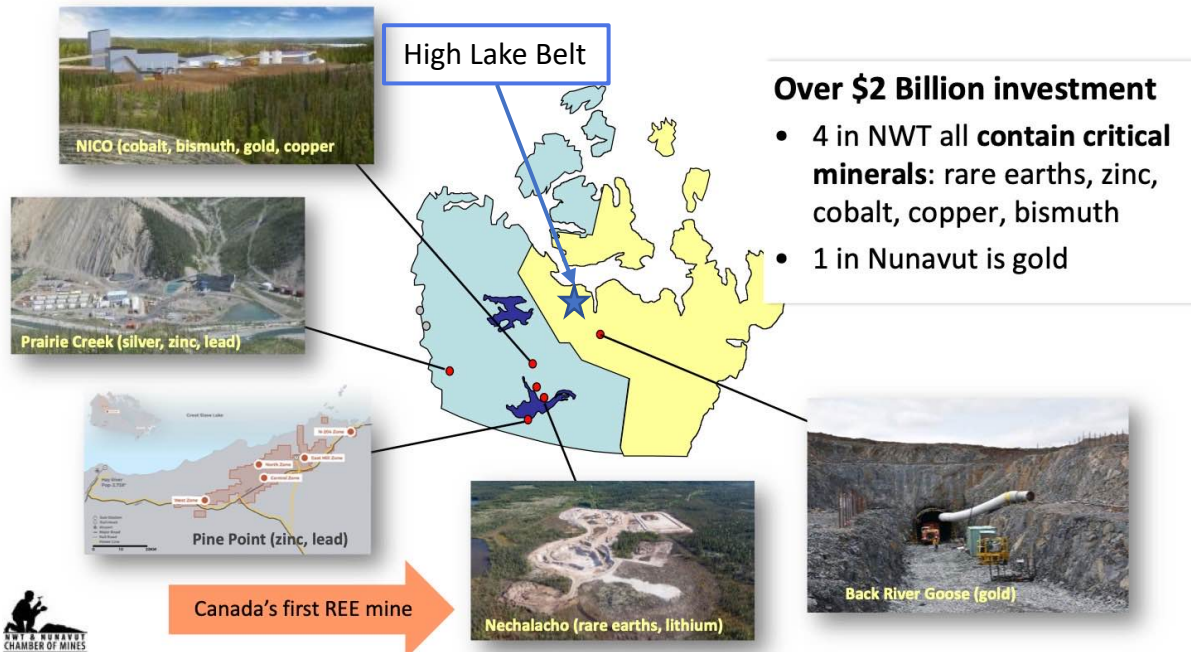 High Lake Belt
NICO (cobalt, bismuth, gold, copper
Over $2 Billion investment
• 4 in NWT all contain critical
minerals: rare earths, zinc,
cobalt, copper, bismuth
• 1 in Nunavut is gold
Prairie Creek (silver, zinc, lead)
Great Slave Lake
N-204 Zone
East Mill Zone
North Zone
Central Zone
West Zone
Hay River
Pine Point (zinc, lead)
Canada's first REE mine
Nechalacho (rare earths, lithium)
Back River Goose (gold)
NWT & NUNAVUT
CHAMBER OF MINES